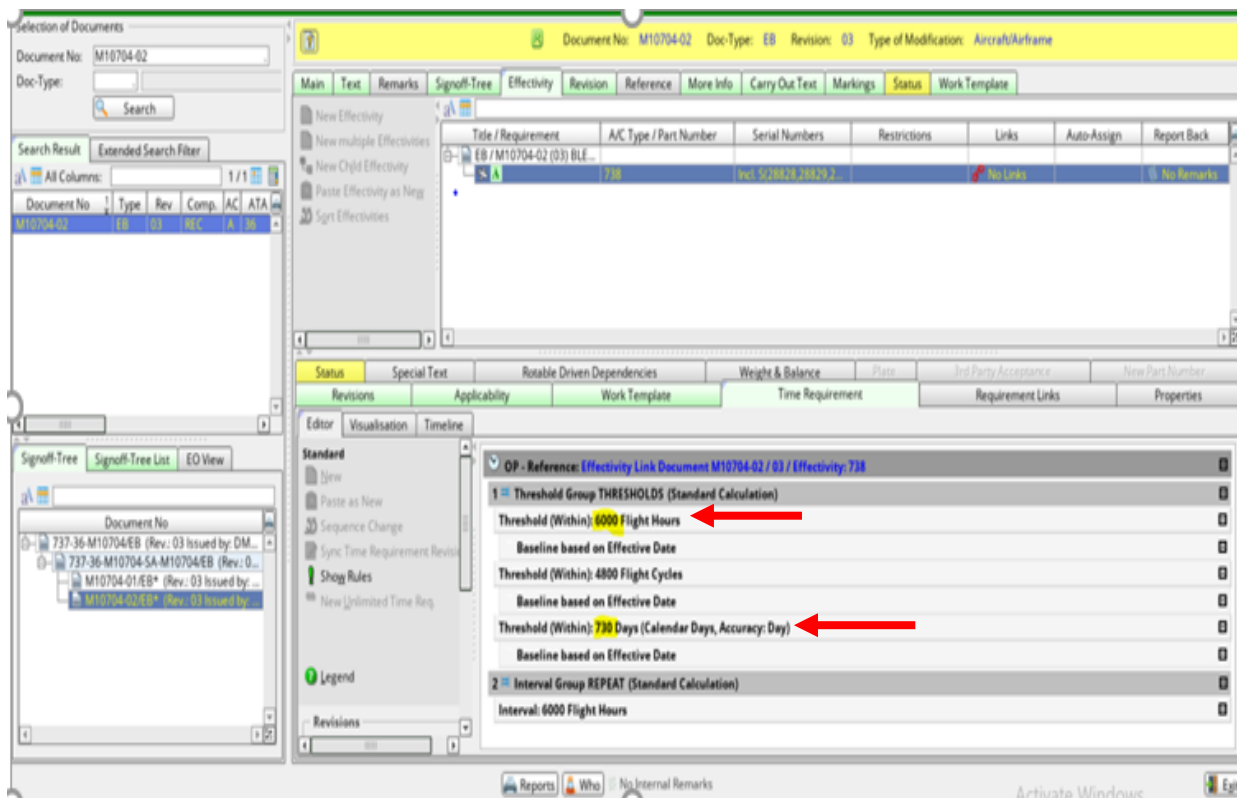 Selection of Documents
Document No: M10704-02
Doc-Type:
Search
Search Result Extended Search Filter
All Columns: 1/1
Document No ! Type Rev Comp. AC ATA
M10704-02 EB 03 REC A 36
Signoff-Tree Signoff-Tree List EO View
Document No
737-36-M10704/EB (Rev.: 03 Issued by: DM...
737-36-M10704-SA-M10704/EB (Rev.: 0...
M10704-01/EB* (Rev.: 03 Issued by: ...
M10704-02/EB* (Rev.: 03 Issued by: ...
Document No: M10704-02 Doc-Type: EB Revision: 03 Type of Modification: Aircraft/Airframe
Main Text Remarks Signoff-Tree Effectivity Revision Reference More Info Carry Out Text Markings Status Work Template
New Effectivity
New multiple Effectivities
New Child Effectivity
Paste Effectivity as New
Sort Effectivities
Title / Requirement A/C Type / Part Number Serial Numbers Restrictions Links Auto-Assign Report Back
EB / M10704-02 (03) BLE...
A 738 Incl. S(28828,28829,2... No Links No Remarks
Status Special Text Rotable Driven Dependencies Weight & Balance Plate 3rd Party Acceptance New Part Number
Revisions Applicability Work Template Time Requirement Requirement Links Properties
Editor Visualisation Timeline
Standard
New
Paste as New
Sequence Change
Sync Time Requirement Revisi
Show Rules
New Unlimited Time Req.
Legend
Revisions
OP - Reference: Effectivity Link Document M10704-02 / 03 / Effectivity: 738
1 Threshold Group THRESHOLDS (Standard Calculation)
Threshold (Within): 6000 Flight Hours
Baseline based on Effective Date
Threshold (Within): 4800 Flight Cycles
Baseline based on Effective Date
Threshold (Within): 730 Days (Calendar Days, Accuracy: Day)
Baseline based on Effective Date
2 Interval Group REPEAT (Standard Calculation)
Interval: 6000 Flight Hours
Reports Who No Internal Remarks
Activate Windows